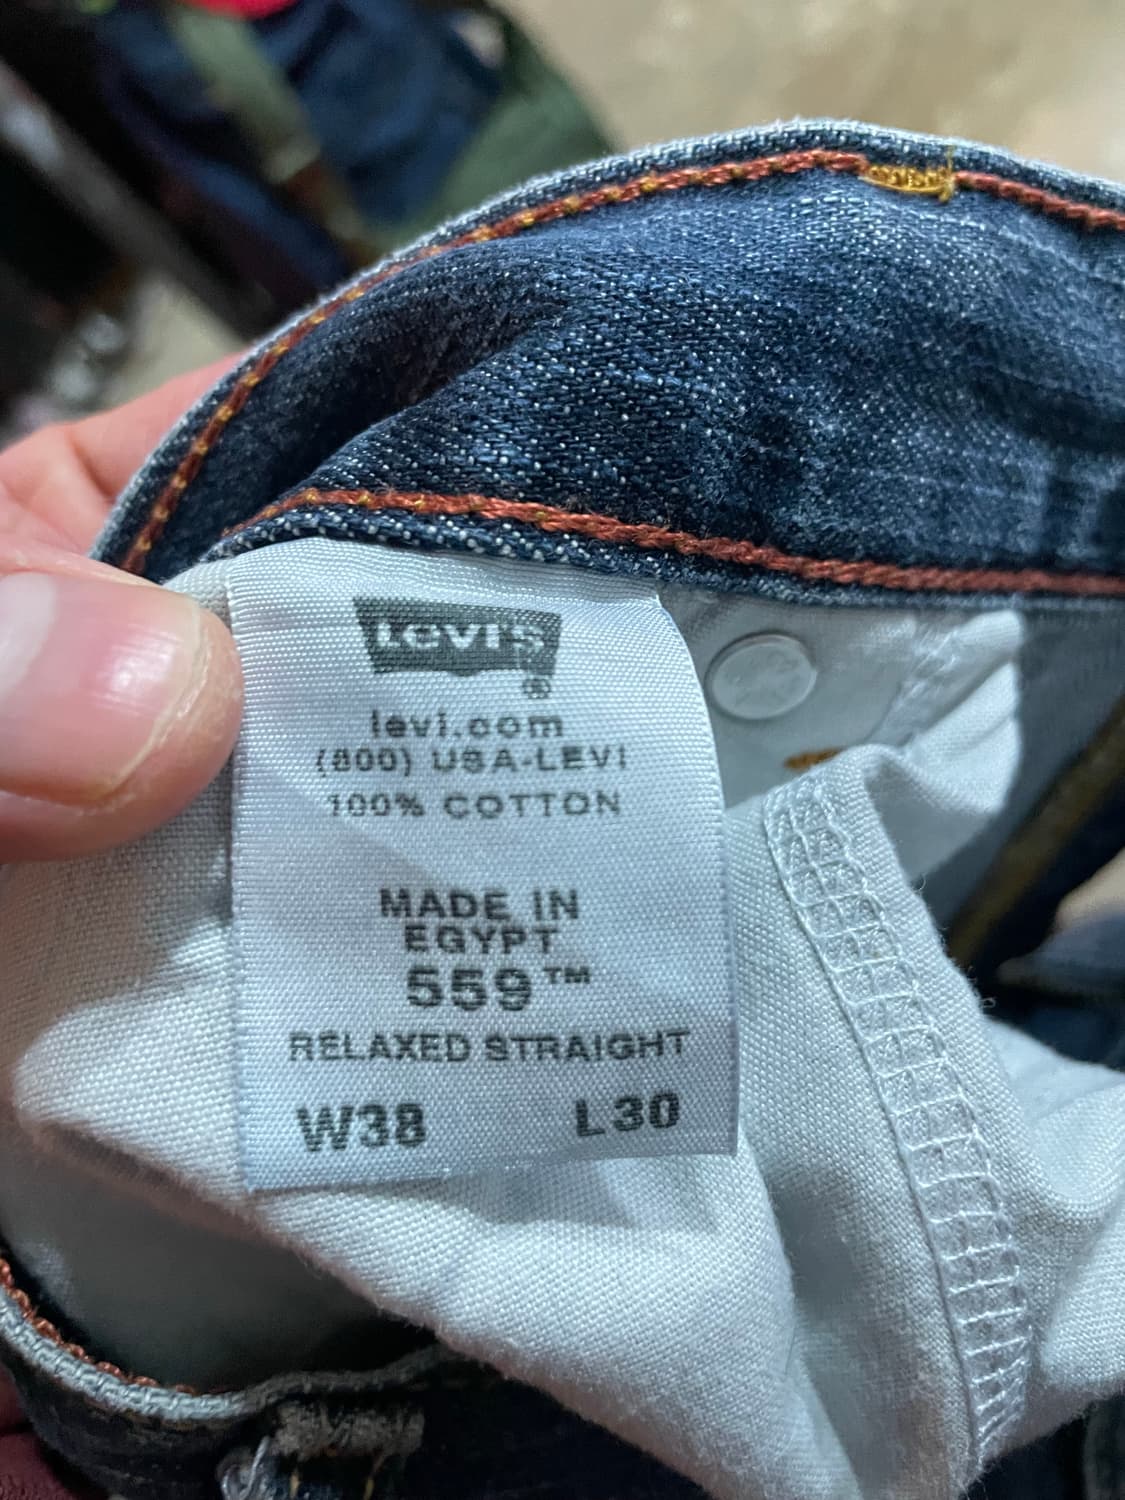 Levi's
®
levi.com
(800) USA-LEVI
100% COTTON
MADE IN
EGYPT
559™
RELAXED STRAIGHT
W38 L30